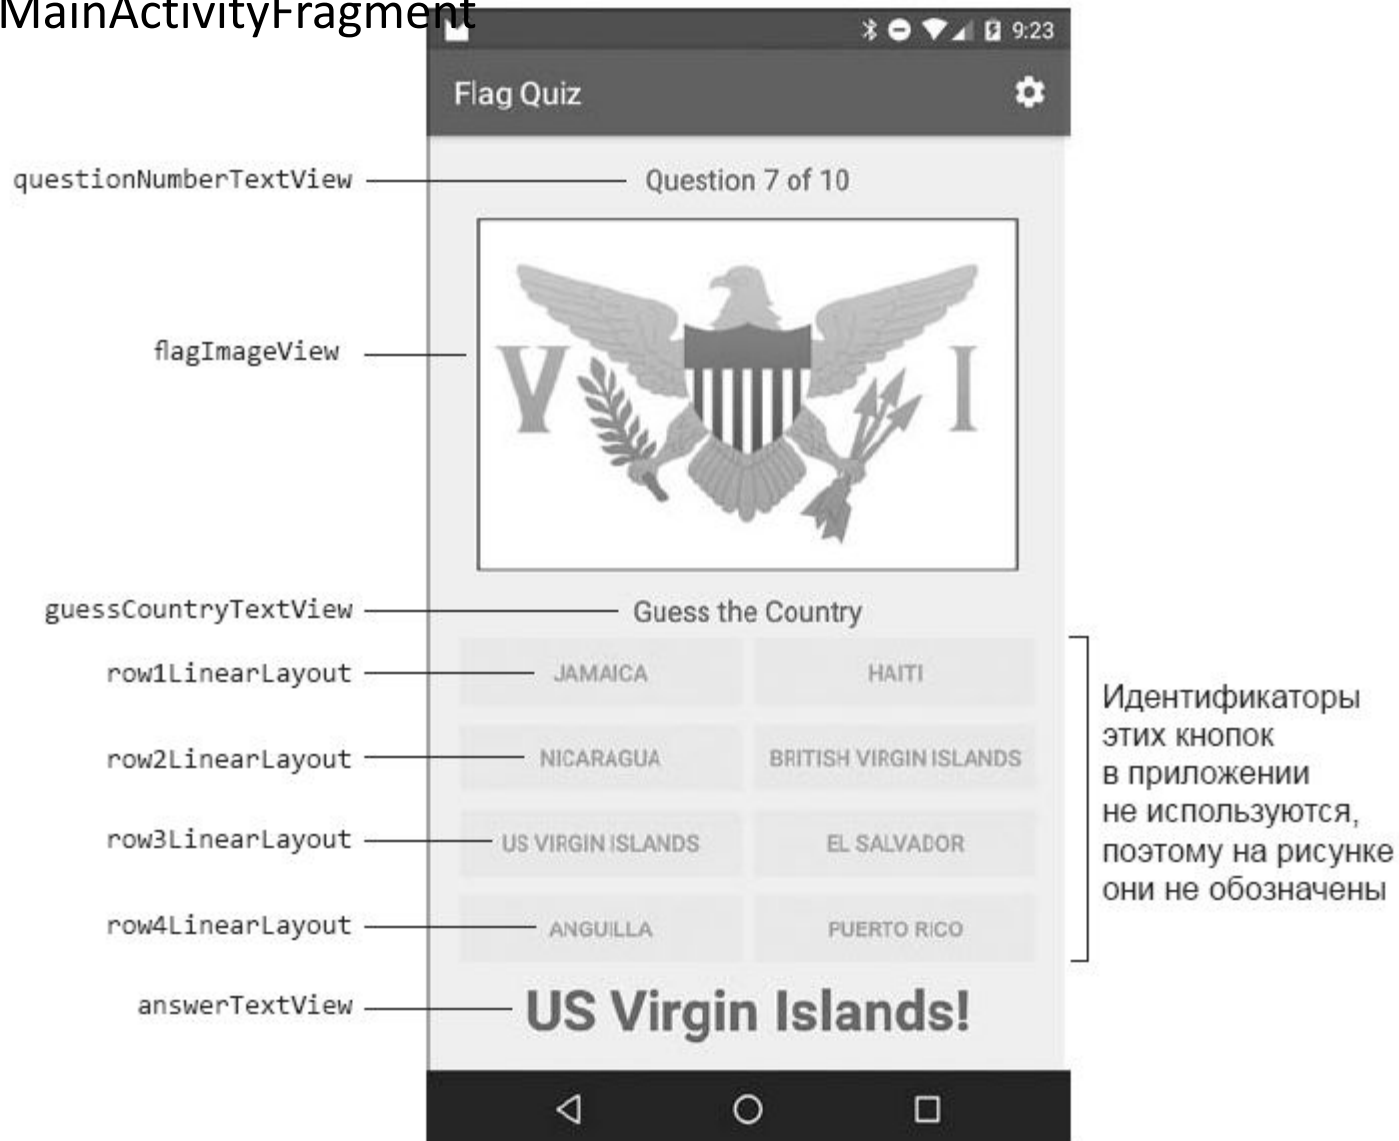 MainActivityFragment
9:23
Flag Quiz
questionNumberTextView
Question 7 of 10
V I
flagImageView
guessCountryTextView
Guess the Country
row1LinearLayout
JAMAICA
HAITI
row2LinearLayout
NICARAGUA
BRITISH VIRGIN ISLANDS
row3LinearLayout
US VIRGIN ISLANDS
EL SALVADOR
row4LinearLayout
ANGUILLA
PUERTO RICO
Идентификаторы
этих кнопок
в приложении
не используются,
поэтому на рисунке
они не обозначены
answerTextView
US Virgin Islands!